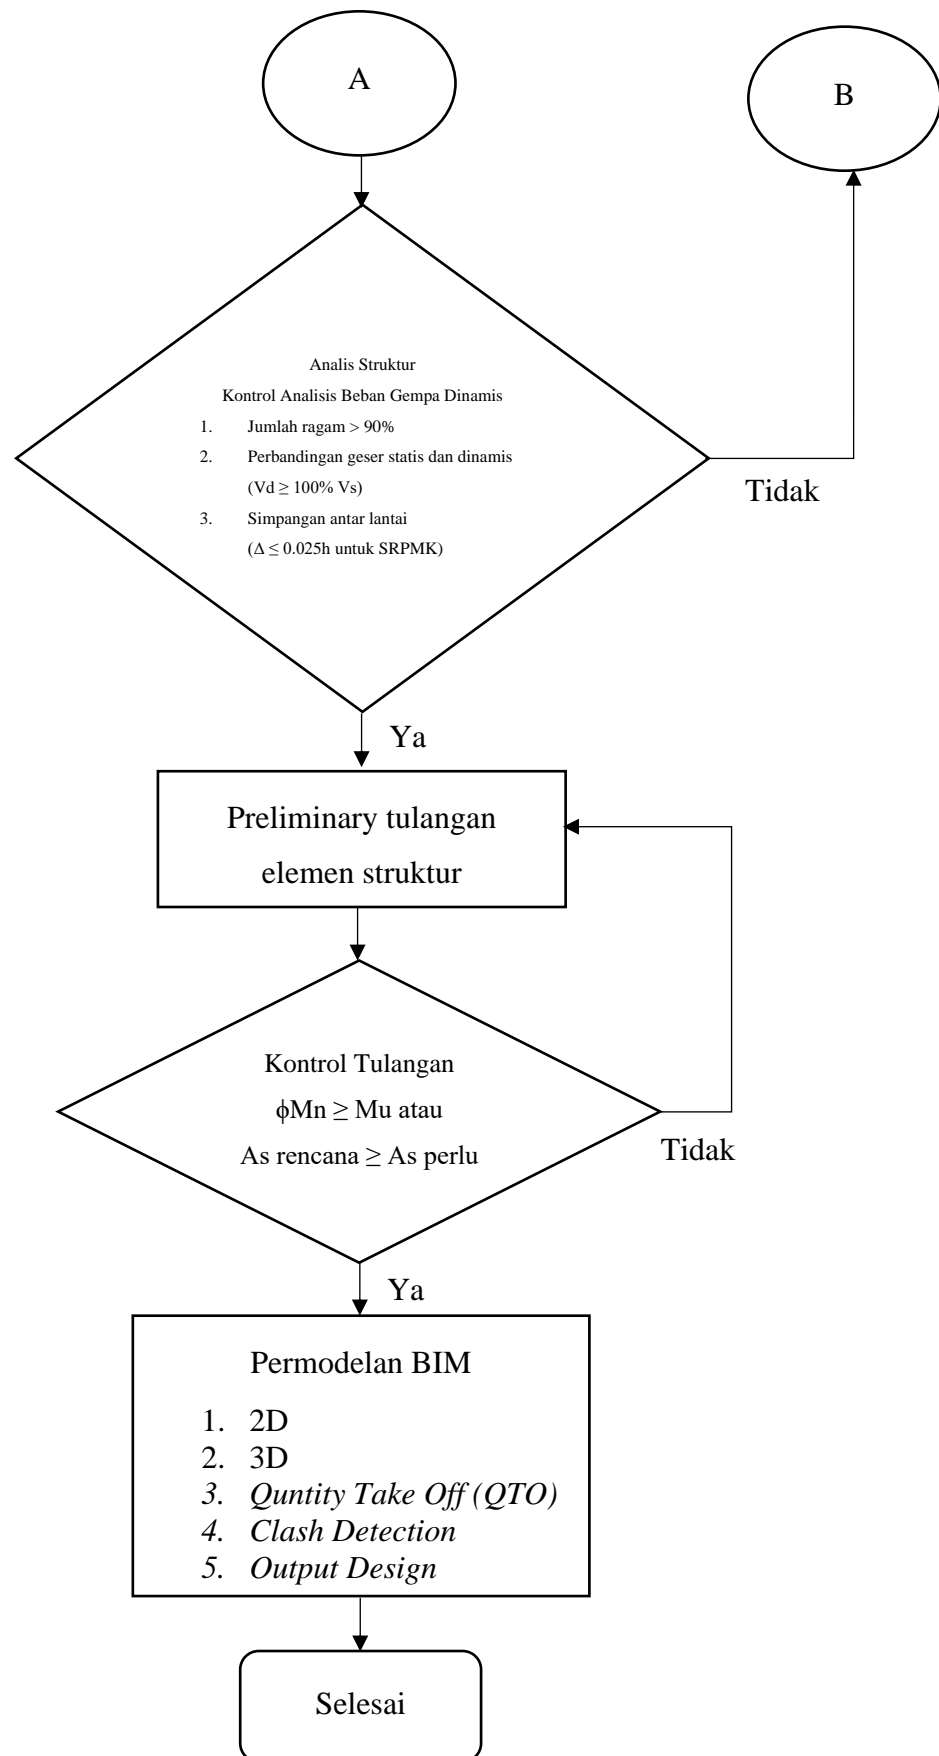 A
B
Analis Struktur
Kontrol Analisis Beban Gempa Dinamis
1. Jumlah ragam > 90%
2. Perbandingan geser statis dan dinamis
(Vd ≥ 100% Vs)
3. Simpangan antar lantai
(Δ ≤ 0.025h untuk SRPMK)
Tidak
Ya
Preliminary tulangan
elemen struktur
Kontrol Tulangan
ϕMn ≥ Mu atau
As rencana ≥ As perlu
Tidak
Ya
Permodelan BIM
1. 2D
2. 3D
3. Quntity Take Off (QTO)
4. Clash Detection
5. Output Design
Selesai